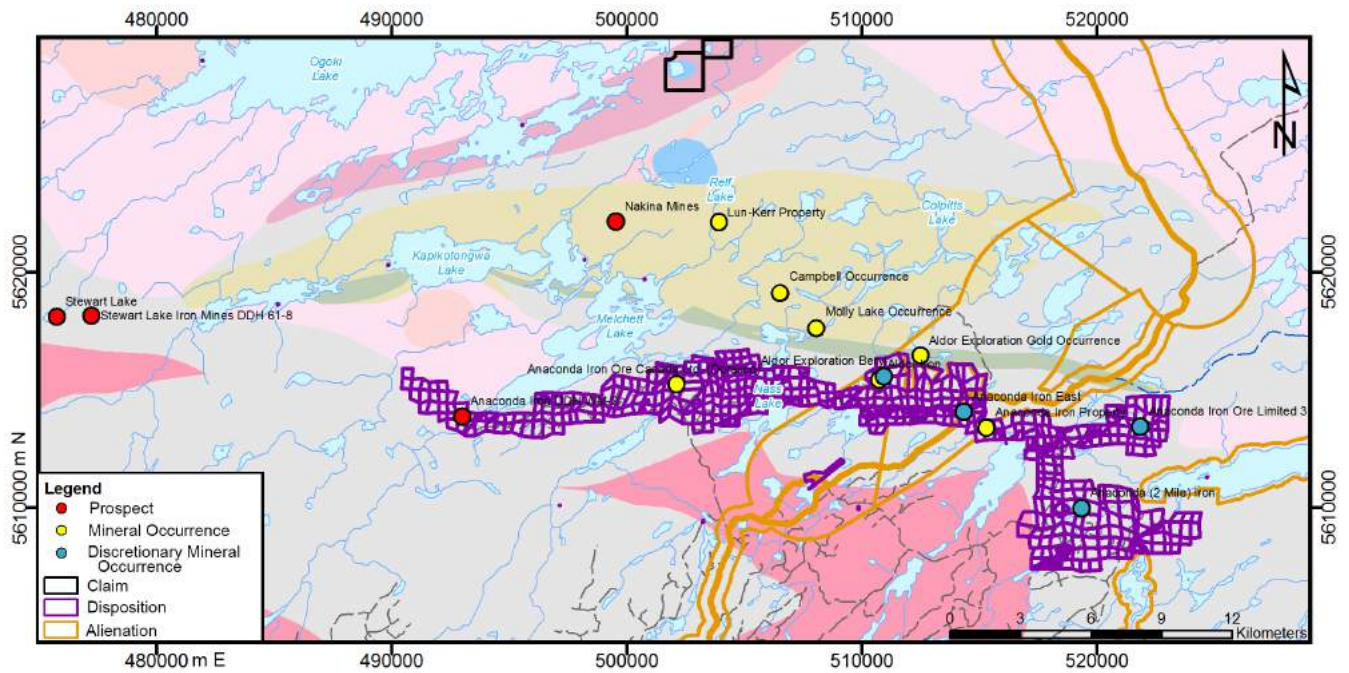 480000
490000
500000
510000
520000
Ogoki
Lake
N
Relf
Lake
Colpitts
Lake
Nakina Mines
Lun-Kerr Property
Kapikotongwa
Lake
5620000
5620000
Campbell Occurrence
Stewart Lake
Stewart Lake Iron Mines DDH 61-8
Molly Lake Occurrence
Melchett
Lake
Aldor Exploration Gold Occurrence
Anaconda Iron Ore
Aldor Exploration
Nass
Lake
Anaconda Iron
Anaconda Iron East
Anaconda Iron Property
Anaconda Iron Ore Limited 3
Anaconda (2 Mile) Iron
5610000
5610000
Legend
Prospect
Mineral Occurrence
Discretionary Mineral
Occurrence
Claim
Disposition
Alienation
0 3 6 9 12
Kilometers
480000 m E
490000
500000
510000
520000
m N